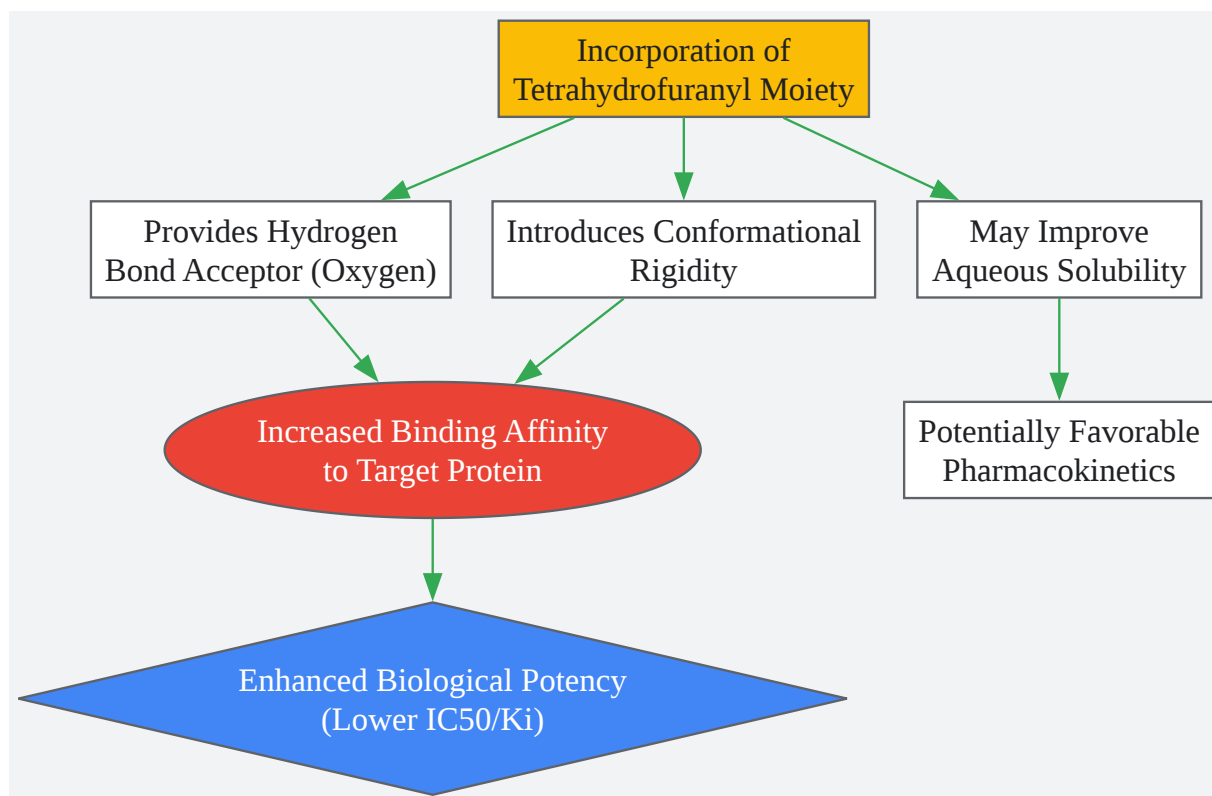 Incorporation of
Tetrahydrofuranyl Moiety
Provides Hydrogen
Bond Acceptor (Oxygen)
Introduces Conformational
Rigidity
May Improve
Aqueous Solubility
Increased Binding Affinity
to Target Protein
Potentially Favorable
Pharmacokinetics
Enhanced Biological Potency
(Lower IC50/Ki)